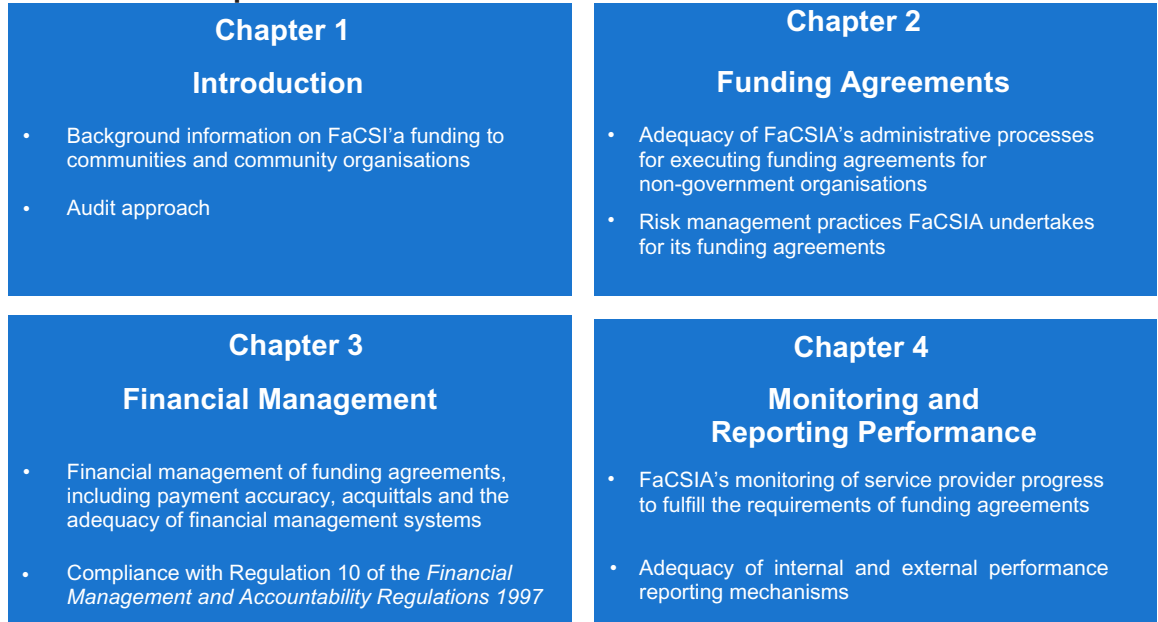 Chapter 1
Introduction
• Background information on FaCSI’a funding to
communities and community organisations
• Audit approach
Chapter 2
Funding Agreements
• Adequacy of FaCSIA’s administrative processes
for executing funding agreements for
non-government organisations
• Risk management practices FaCSIA undertakes
for its funding agreements
Chapter 3
Financial Management
• Financial management of funding agreements,
including payment accuracy, acquittals and the
adequacy of financial management systems
• Compliance with Regulation 10 of the Financial
Management and Accountability Regulations 1997
Chapter 4
Monitoring and
Reporting Performance
• FaCSIA’s monitoring of service provider progress
to fulfill the requirements of funding agreements
• Adequacy of internal and external performance
reporting mechanisms